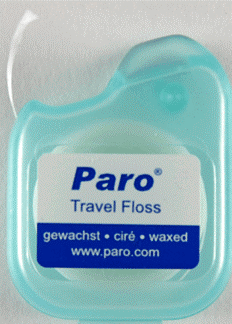 Paro®
Travel Floss
gewachst • ciré • waxed
www.paro.com